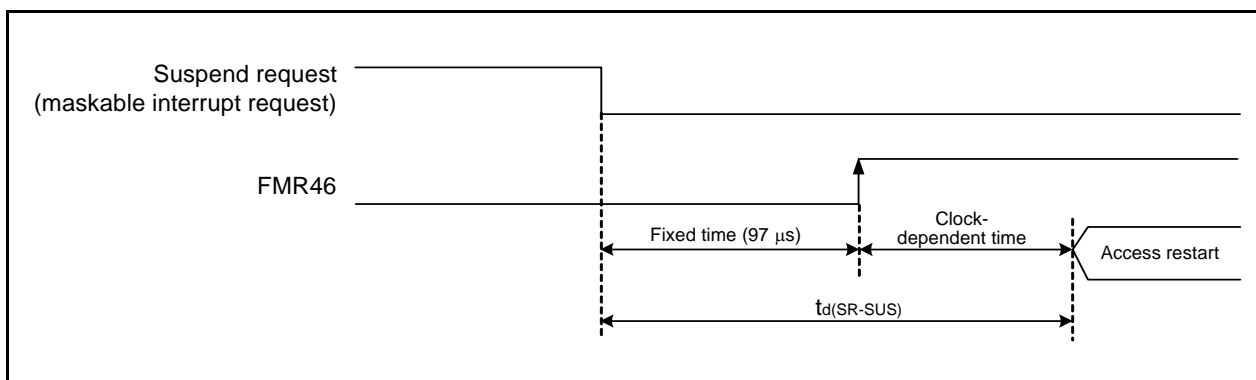 Suspend request
(maskable interrupt request)
FMR46
Fixed time (97 μs)
Clock-
dependent time
Access restart
td(SR-SUS)